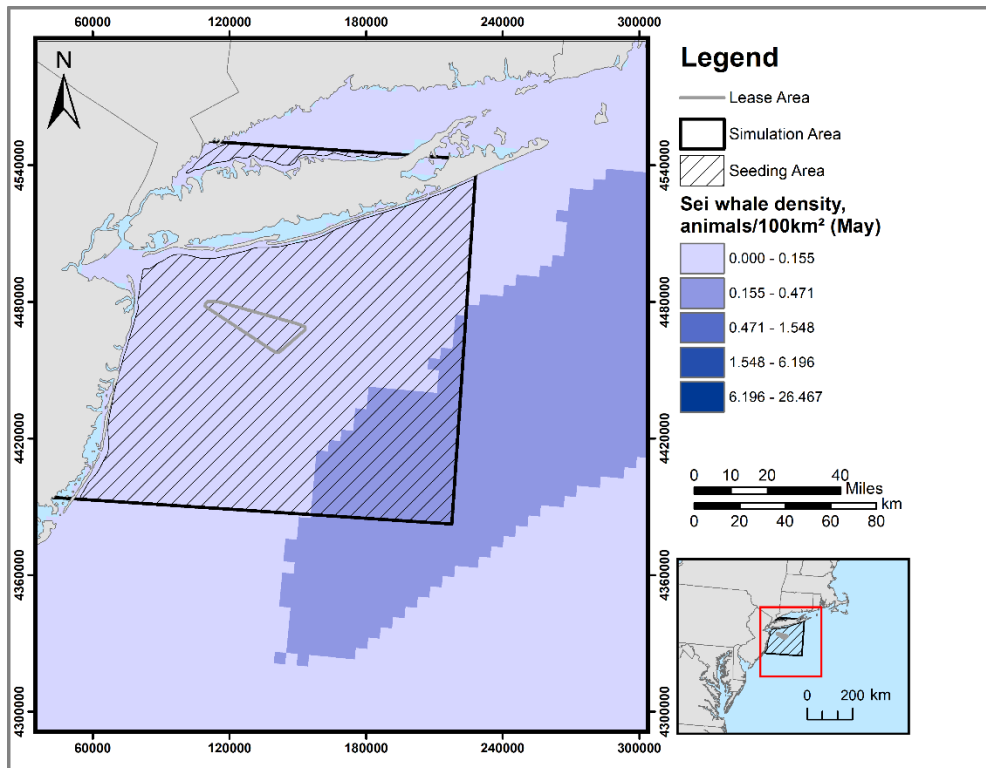 60000 120000 180000 240000 300000
N
4540000
4480000
4420000
4360000
4300000
4540000
4480000
4420000
4360000
4300000
60000 120000 180000 240000 300000
Legend
Lease Area
Simulation Area
Seeding Area
Sei whale density,
animals/100km² (May)
0.000 - 0.155
0.155 - 0.471
0.471 - 1.548
1.548 - 6.196
6.196 - 26.467
0 10 20 40
Miles
km
0 20 40 60 80
0 200 km